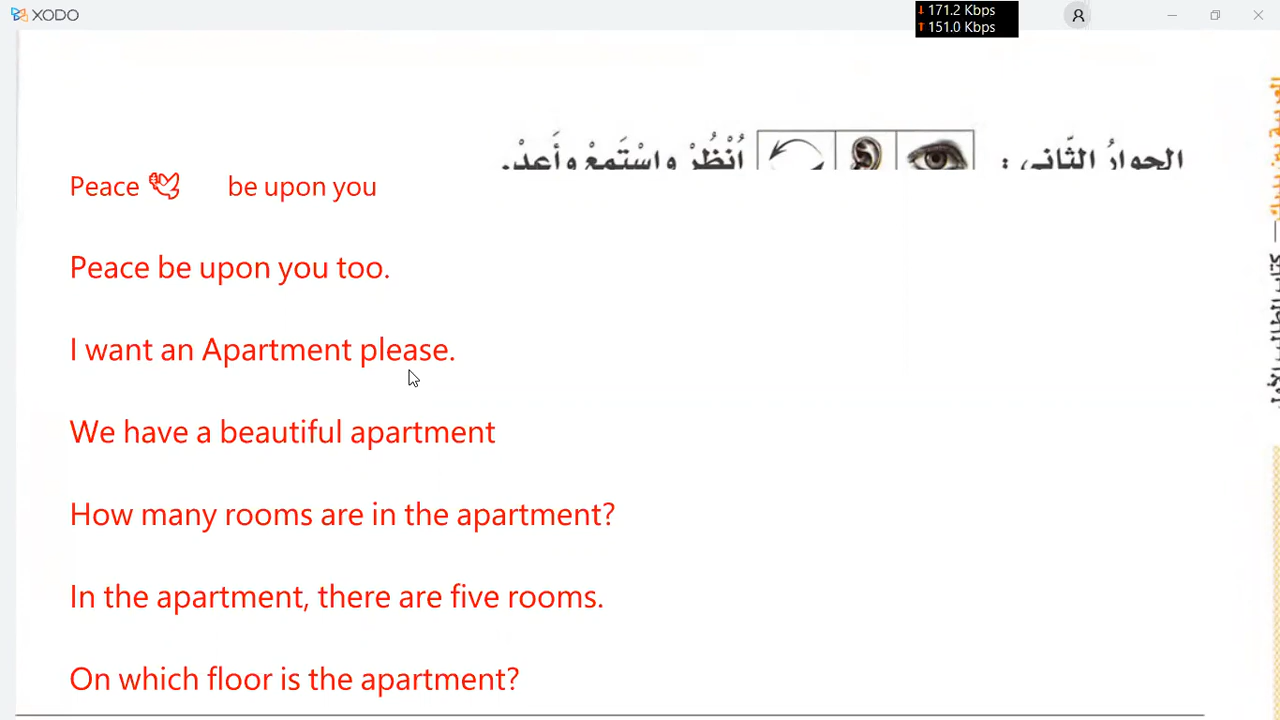 XODO
171.2 Kbps
151.0 Kbps
الحوارُ الثّاني : اُنْظُرْ واسْتَمِعْ وأَعِدْ.
Peace 🕊 be upon you
Peace be upon you too.
I want an Apartment please.
We have a beautiful apartment
How many rooms are in the apartment?
In the apartment, there are five rooms.
On which floor is the apartment?